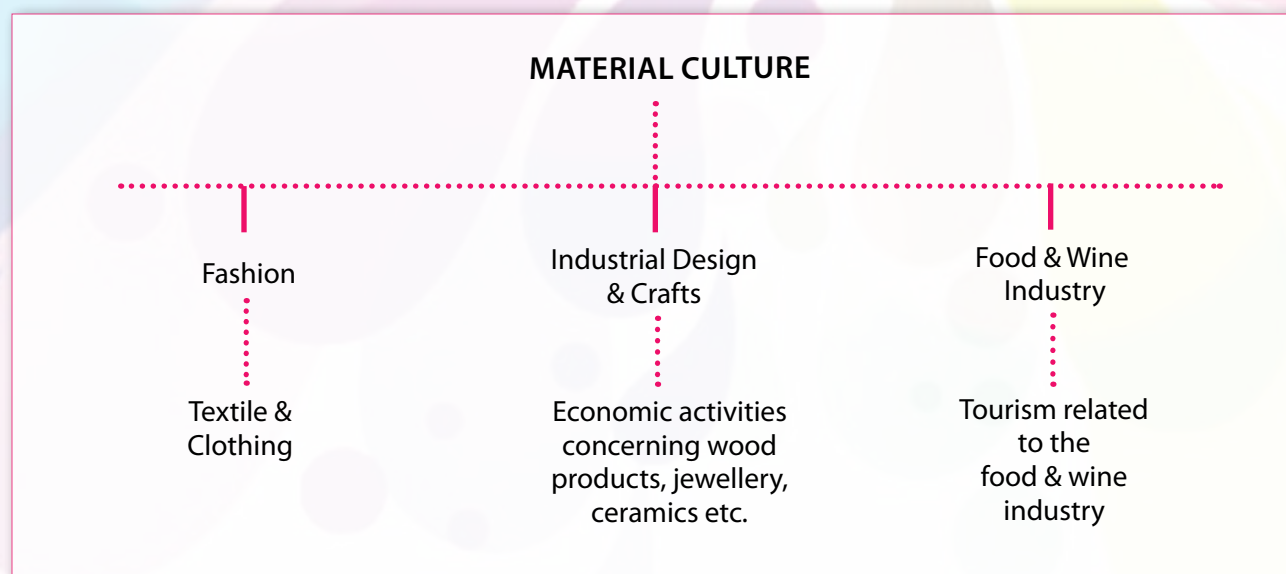 MATERIAL CULTURE
Fashion
Textile &
Clothing
Industrial Design
& Crafts
Economic activities
concerning wood
products, jewellery,
ceramics etc.
Food & Wine
Industry
Tourism related
to the
food & wine
industry